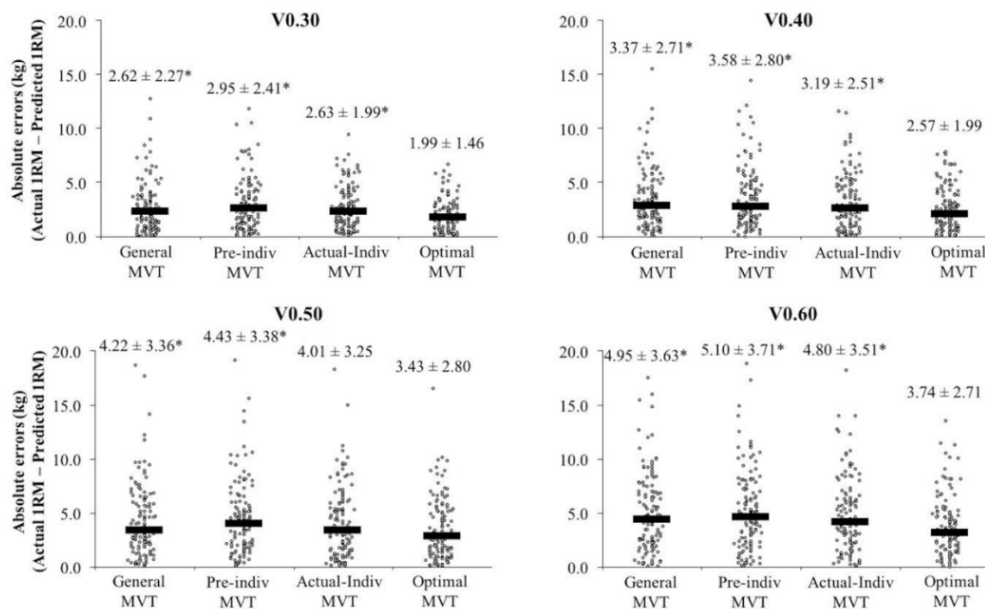 V0.30
Absolute errors (kg)
(Actual 1RM – Predicted 1RM)
20.0
15.0
10.0
5.0
0.0
2.62 ± 2.27*
2.95 ± 2.41*
2.63 ± 1.99*
1.99 ± 1.46
General
MVT
Pre-indiv
MVT
Actual-Indiv
MVT
Optimal
MVT
V0.40
20.0
15.0
10.0
5.0
0.0
3.37 ± 2.71*
3.58 ± 2.80*
3.19 ± 2.51*
2.57 ± 1.99
General
MVT
Pre-indiv
MVT
Actual-Indiv
MVT
Optimal
MVT
V0.50
Absolute errors (kg)
(Actual 1RM – Predicted 1RM)
20.0
15.0
10.0
5.0
0.0
4.22 ± 3.36*
4.43 ± 3.38*
4.01 ± 3.25
3.43 ± 2.80
General
MVT
Pre-indiv
MVT
Actual-Indiv
MVT
Optimal
MVT
V0.60
20.0
15.0
10.0
5.0
0.0
4.95 ± 3.63*
5.10 ± 3.71*
4.80 ± 3.51*
3.74 ± 2.71
General
MVT
Pre-indiv
MVT
Actual-Indiv
MVT
Optimal
MVT